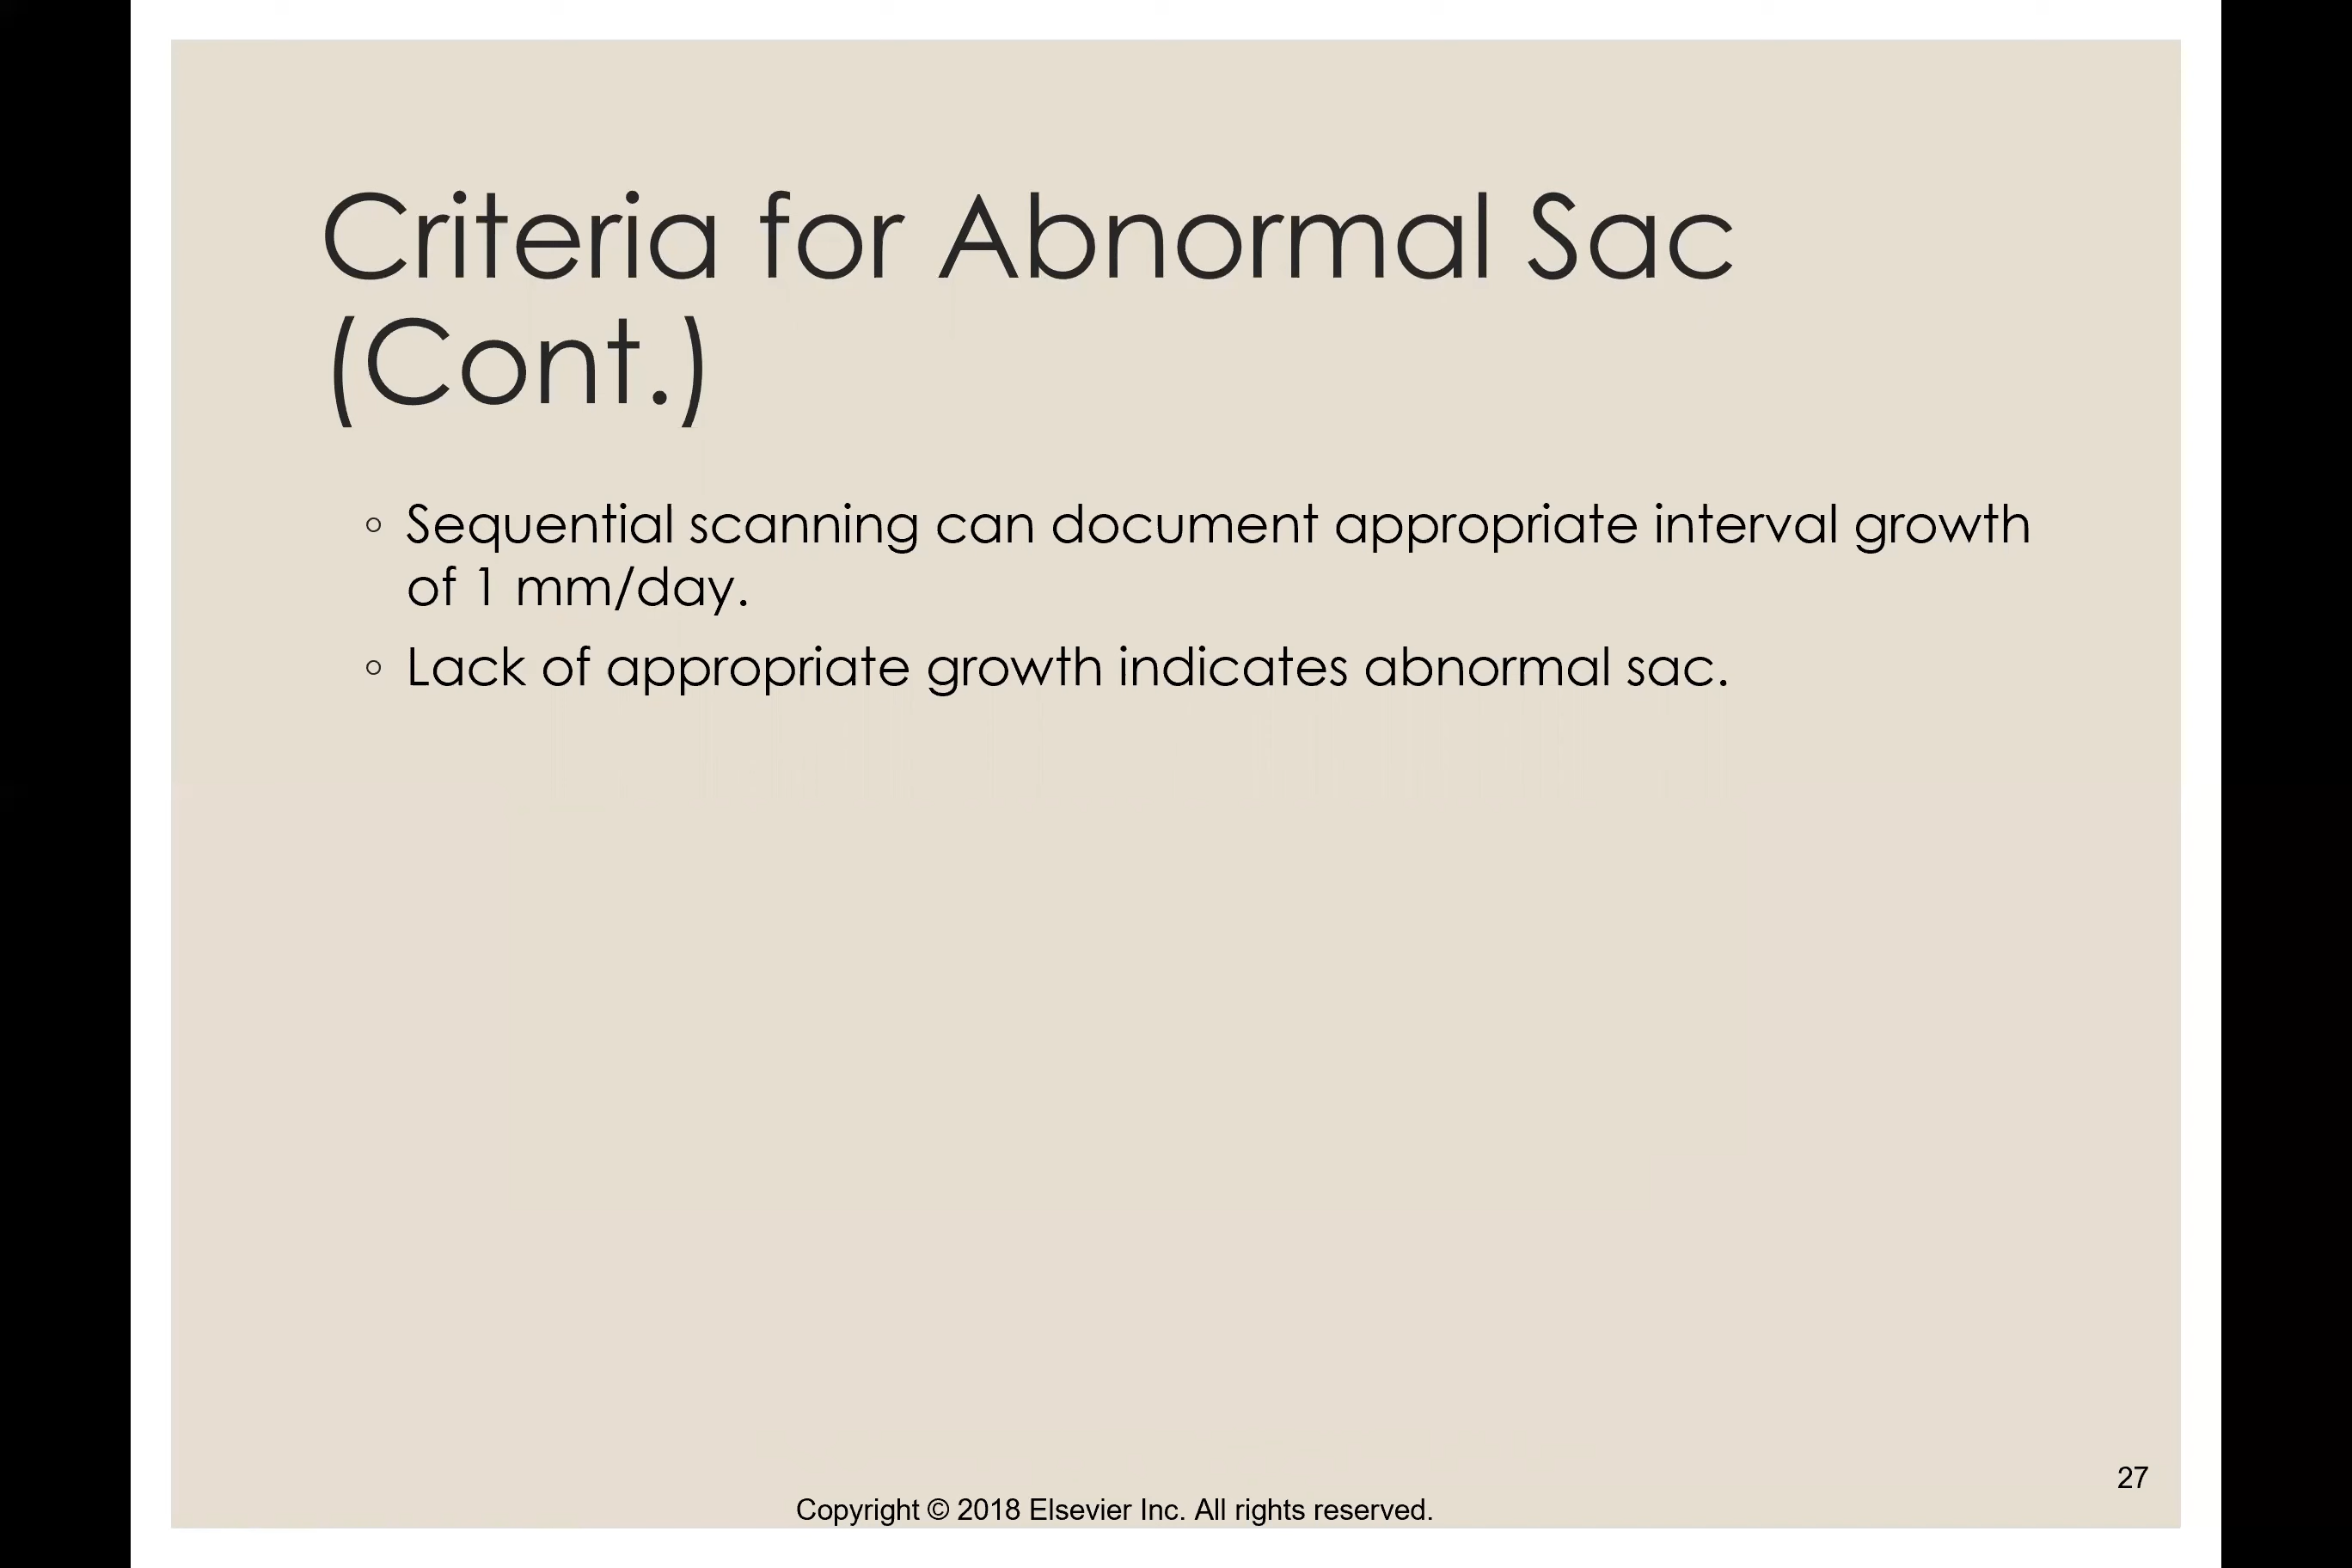 Criteria for Abnormal Sac
(Cont.)
◦ Sequential scanning can document appropriate interval growth
of 1 mm/day.
◦ Lack of appropriate growth indicates abnormal sac.
27
Copyright © 2018 Elsevier Inc. All rights reserved.